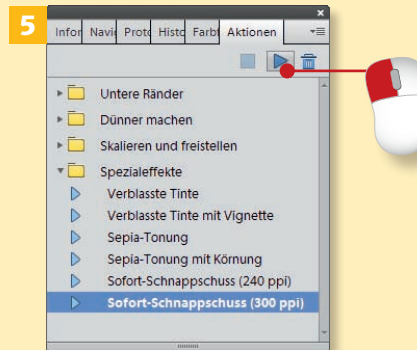 5
Infor Navi Proto Histo Farbf Aktionen
Untere Ränder
Dünner machen
Skalieren und freistellen
Spezialeffekte
Verblasste Tinte
Verblasste Tinte mit Vignette
Sepia-Tonung
Sepia-Tonung mit Körnung
Sofort-Schnappschuss (240 ppi)
Sofort-Schnappschuss (300 ppi)